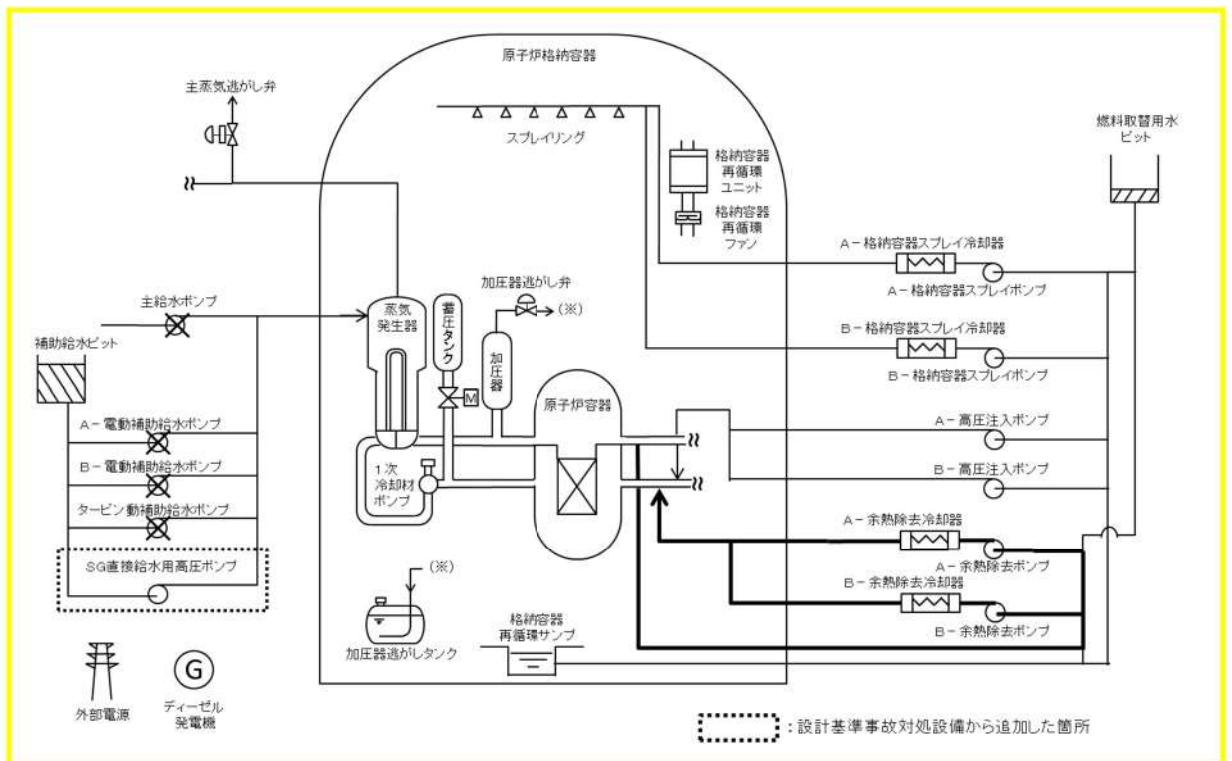 原子炉格納容器
主蒸気逃がし弁
スプレイリング
格納容器
再循環
ユニット
格納容器
再循環
ファン
燃料取替用水
ピット
A-格納容器スプレイ冷却器
A-格納容器スプレイポンプ
B-格納容器スプレイ冷却器
B-格納容器スプレイポンプ
加圧器逃がし弁
(※)
主給水ポンプ
蒸気
発生器
蓄圧タンク
加圧器
M
補助給水ピット
原子炉容器
A-電動補助給水ポンプ
B-電動補助給水ポンプ
タービン動補助給水ポンプ
SG直接給水用高圧ポンプ
1次
冷却材
ポンプ
A-高圧注入ポンプ
B-高圧注入ポンプ
A-余熱除去冷却器
A-余熱除去ポンプ
B-余熱除去冷却器
B-余熱除去ポンプ
(※)
加圧器逃がしタンク
格納容器
再循環サンプ
外部電源
G
ディーゼル
発電機
:設計基準事故対処設備から追加した箇所